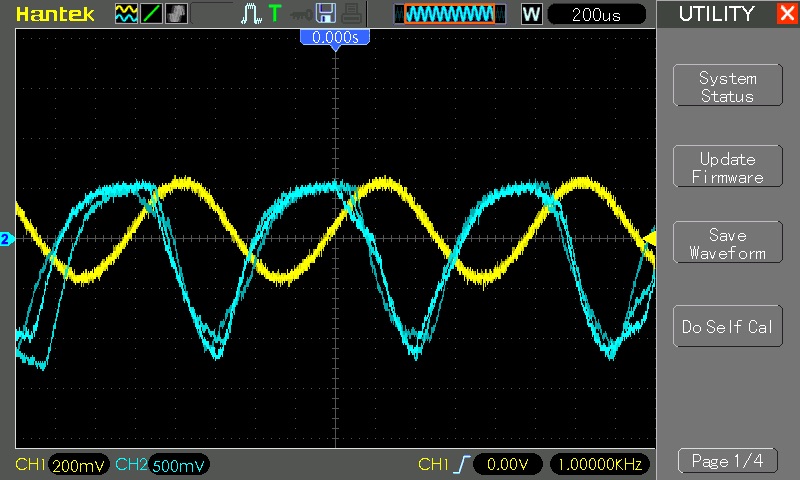 Hantek
T
W
200us
UTILITY
0.000s
System
Status
Update
Firmware
2
Save
Waveform
Do Self Cal
CH1 200mV CH2 500mV CH1 0.00V 1.00000KHz
Page 1/4